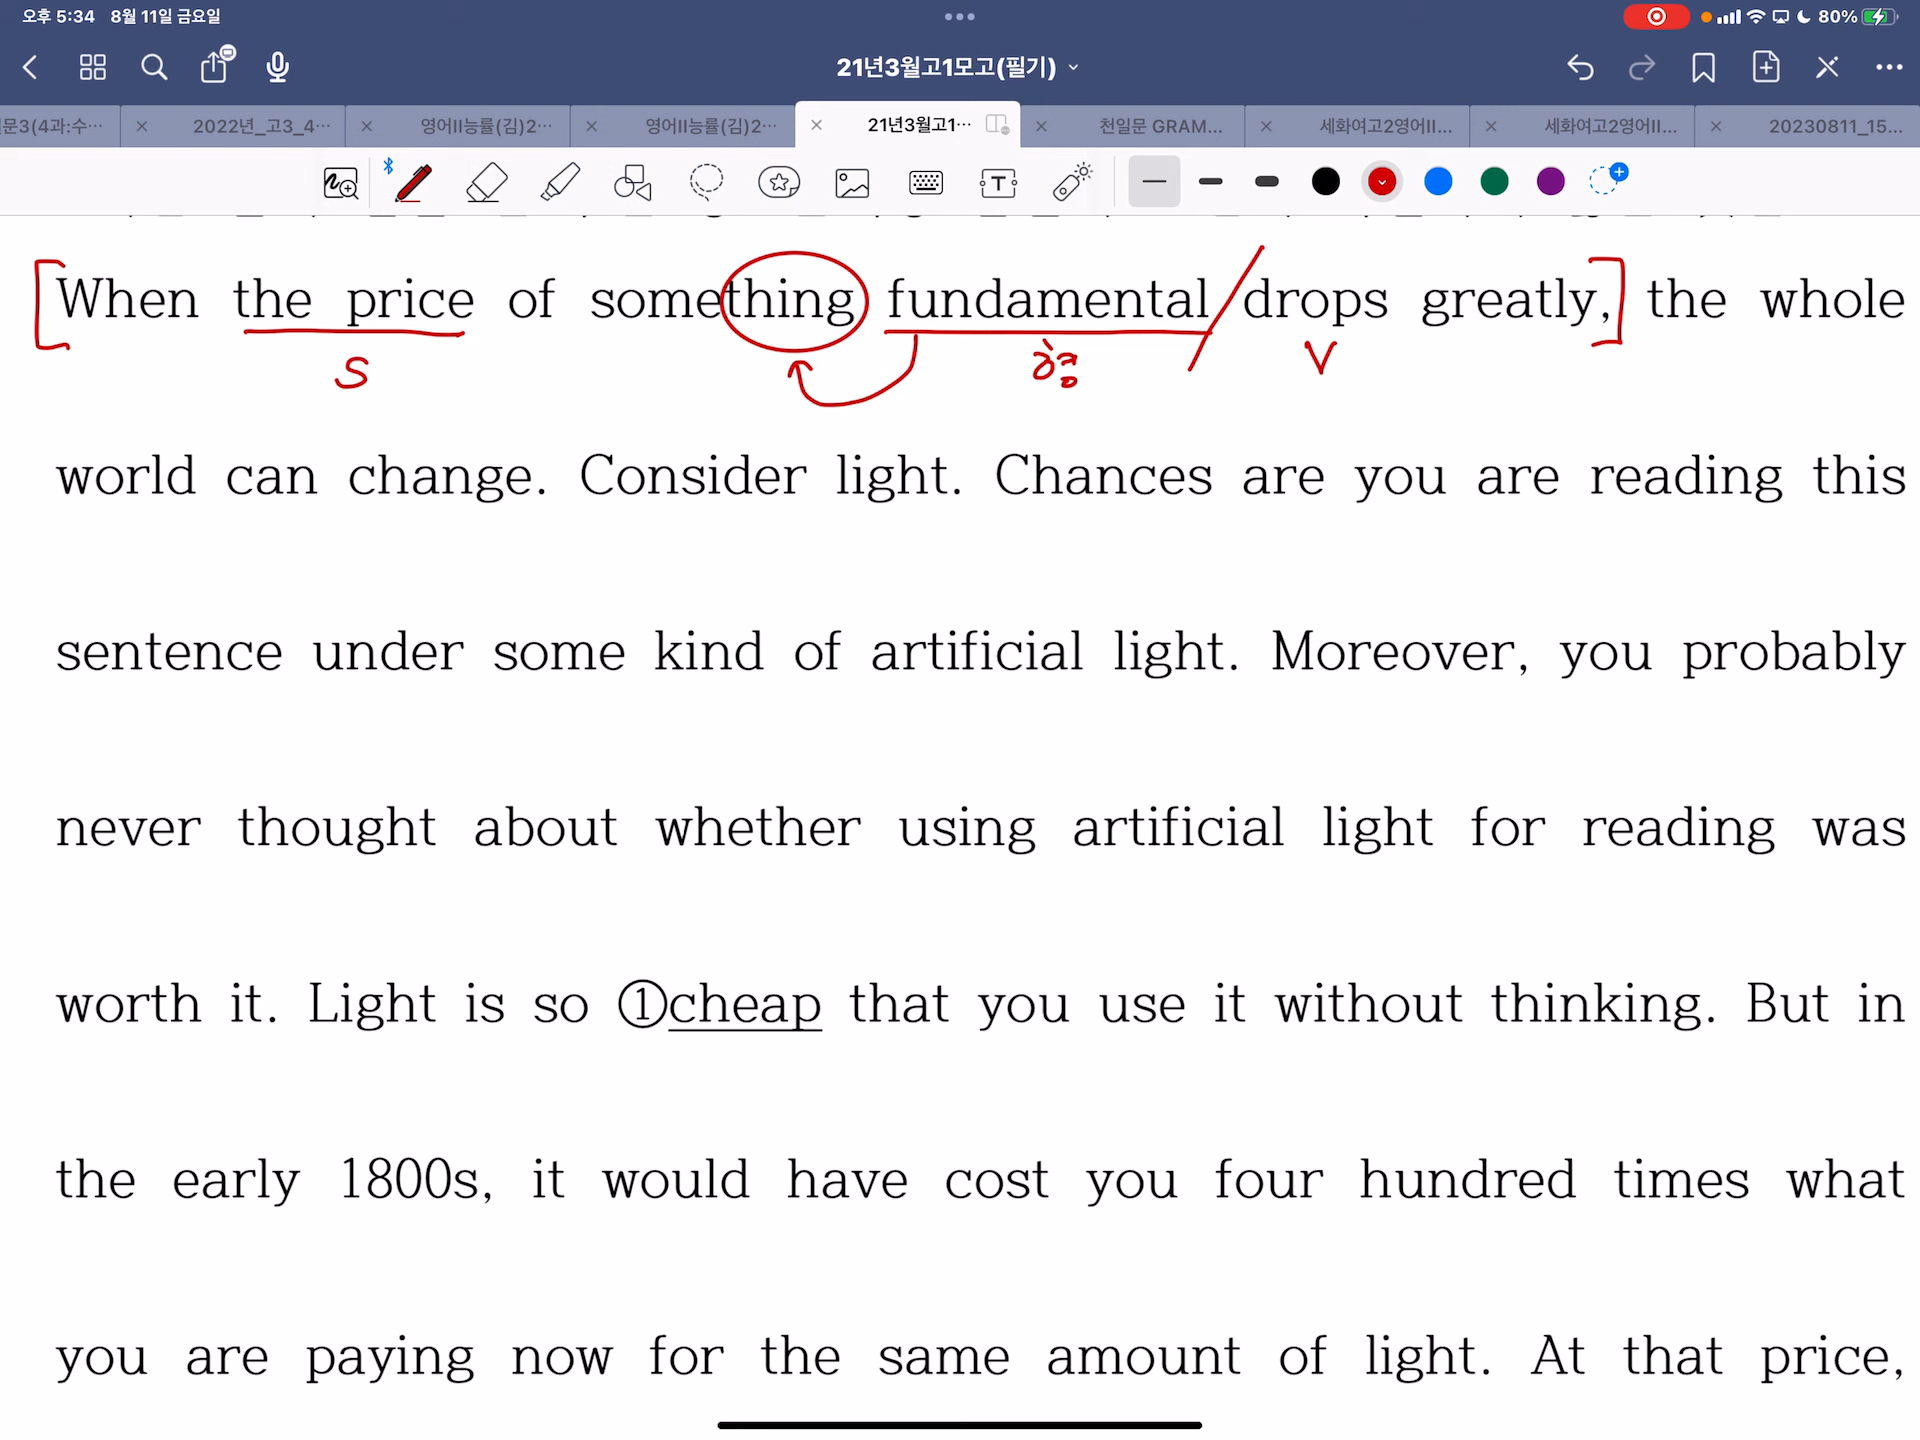 오후 5:34 8월 11일 금요일
80%
21년3월고1모고(필기)
문3(4과:수…
2022년_고3_4…
영어II능률(김)2…
영어II능률(김)2…
21년3월고1…
천일문 GRAM...
세화여고2영어II...
세화여고2영어II...
20230811_15...
[When the price of something fundamental / drops greatly,] the whole
S 형 V
world can change. Consider light. Chances are you are reading this
sentence under some kind of artificial light. Moreover, you probably
never thought about whether using artificial light for reading was
worth it. Light is so ①cheap that you use it without thinking. But in
the early 1800s, it would have cost you four hundred times what
you are paying now for the same amount of light. At that price,